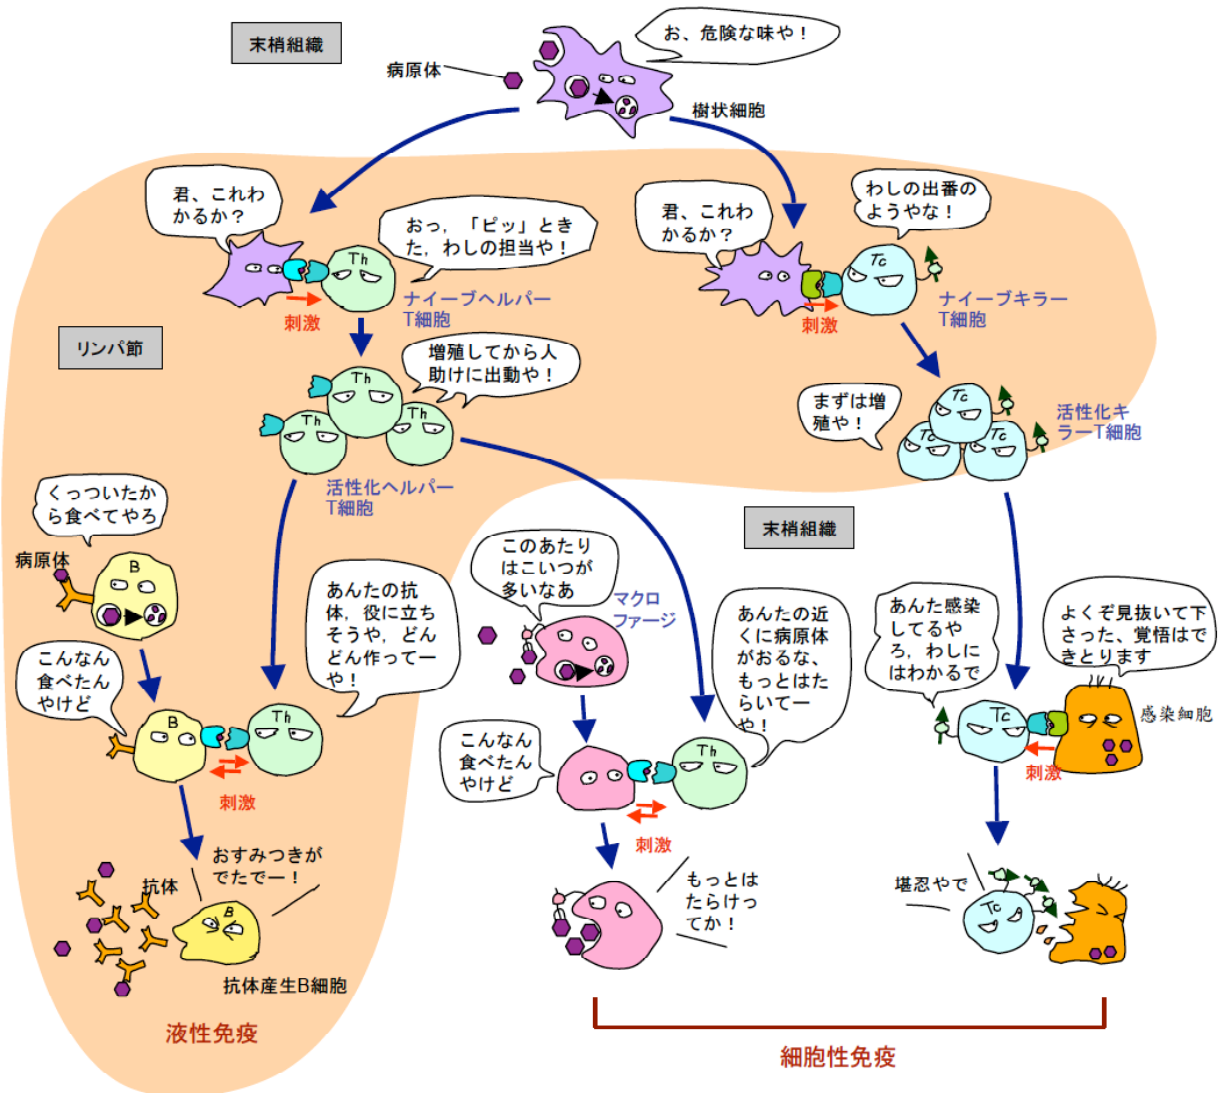 末梢組織
お、危険な味や！
病原体
樹状細胞
君、これわ
かるか？
おっ，「ピッ」ときた，わしの担当や！
Th
刺激
ナイーブヘルパー
T細胞
君、これわ
かるか？
わしの出番の
ようやな！
Tc
刺激
ナイーブキラー
T細胞
リンパ節
増殖してから人
助けに出動や！
Th
Th
Th
活性化ヘルパー
T細胞
まずは増
殖や！
Tc
Tc
Tc
活性化キ
ラーT細胞
くっついたか
ら食べてやろ
病原体
B
こんなん
食べたん
やけど
あんたの抗
体，役に立ち
そうや，どん
どん作ってー
や！
B
Th
刺激
おすみつきが
でたでー！
抗体
B
抗体産生B細胞
液性免疫
末梢組織
このあたり
はこいつが
多いなあ
マクロ
ファージ
あんたの近
くに病原体
がおるな、
もっとはた
らいてー
や！
こんなん
食べたん
やけど
Th
刺激
もっとは
たらけっ
てか！
あんた感染
してるや
ろ，わしに
はわかるで
よくぞ見抜いて下
さった、覚悟はで
きとります
Tc
感染細胞
刺激
堪忍やで
Tc
細胞性免疫